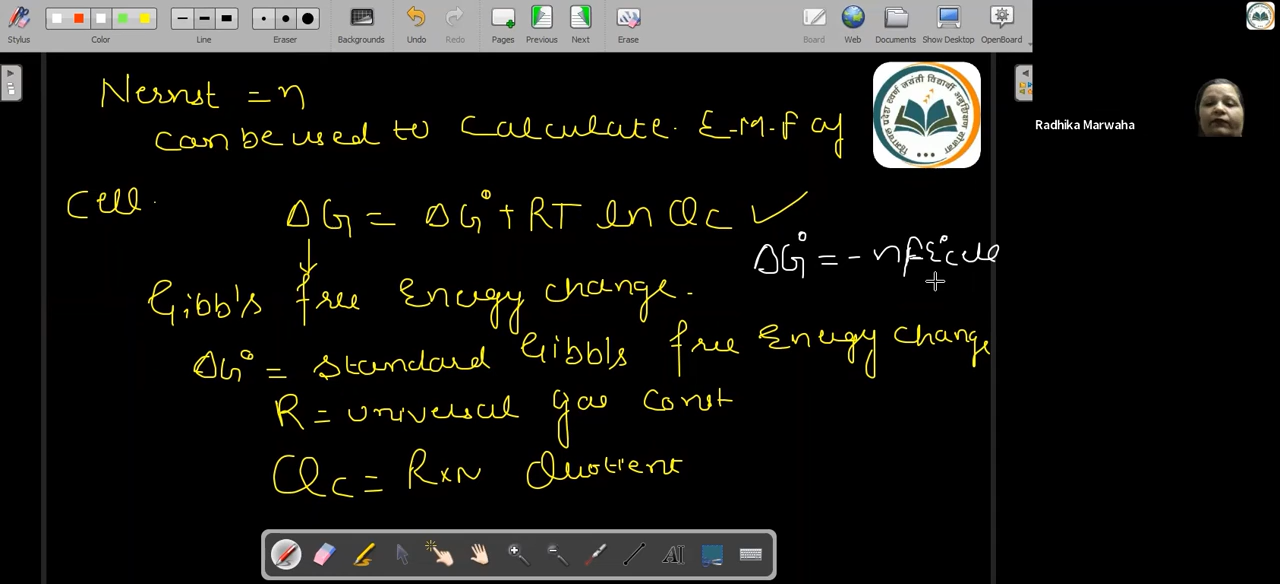 Stylus Color Line Eraser Backgrounds Undo Redo Pages Previous Next Erase Board Web Documents Show Desktop OpenBoard
Radhika Marwaha
Nernst = n
can be used to calculate E.M.F of
Cell.
ΔG = ΔG° + RT ln Qc ✓
ΔG° = - nFE°cell
Gibb's free Energy change.
ΔG° = standard Gibb's free Energy change
R = universal gas const
Qc = Rxn Quotient
AI